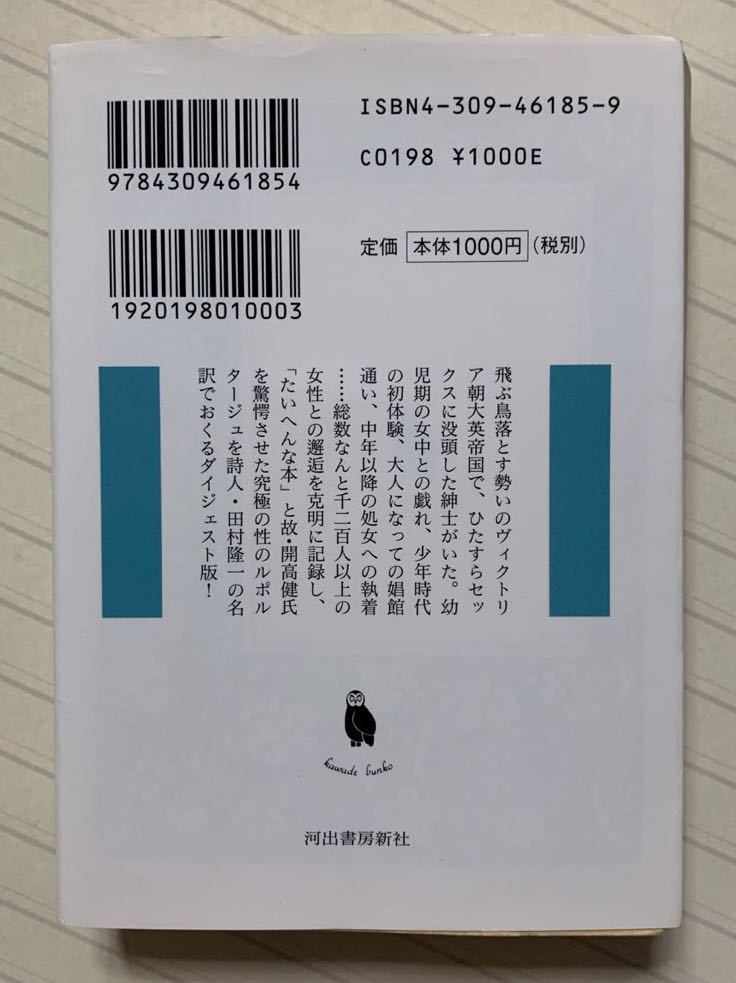 ISBN4-309-46185-9
9784309461854
C0198 ¥1000E
定価 本体1000円(税別)
1920198010003
飛ぶ鳥落とす勢いのヴィクトリ
ア朝大英帝国で、ひたすらセッ
クスに没頭した紳士がいた。幼
児期の女中との戯れ、少年時代
の初体験、大人になっての娼館
通い、中年以降の処女への執着
……総数なんと千二百人以上の
女性との邂逅を克明に記録し、
「たいへんな本」と故・開高健氏
を驚愕させた究極の性のルポル
タージュを詩人・田村隆一の名
訳でおくるダイジェスト版!
kawade bunko
河出書房新社